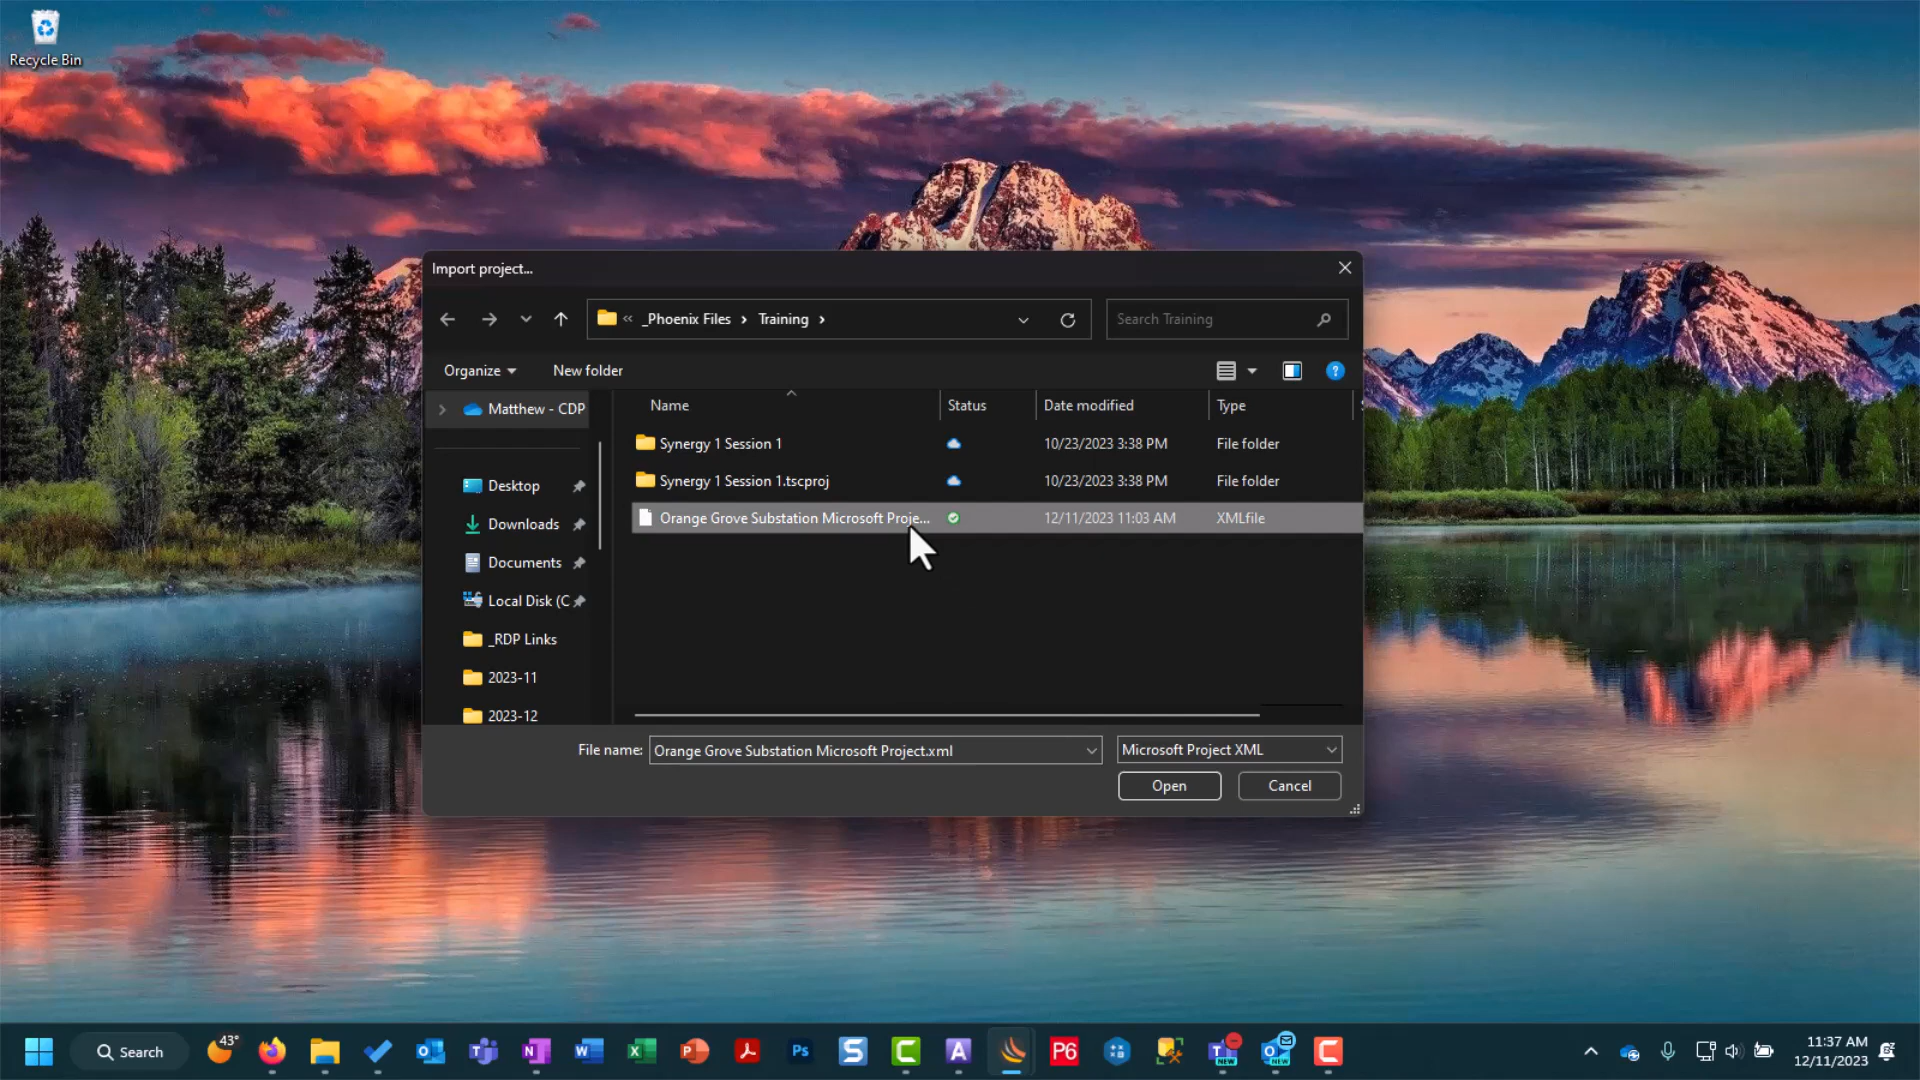 Recycle Bin
Import project...
« _Phoenix Files › Training ›
Search Training
Organize
New folder
Matthew - CDP
Name
Status
Date modified
Type
Synergy 1 Session 1
10/23/2023 3:38 PM
File folder
Desktop
Synergy 1 Session 1.tscproj
10/23/2023 3:38 PM
File folder
Downloads
Orange Grove Substation Microsoft Proje...
12/11/2023 11:03 AM
XMLfile
Documents
Local Disk (C
_RDP Links
2023-11
2023-12
File name:
Orange Grove Substation Microsoft Project.xml
Microsoft Project XML
Open
Cancel
Search
43°
P6
Ps
NEW
NEW
11:37 AM
12/11/2023